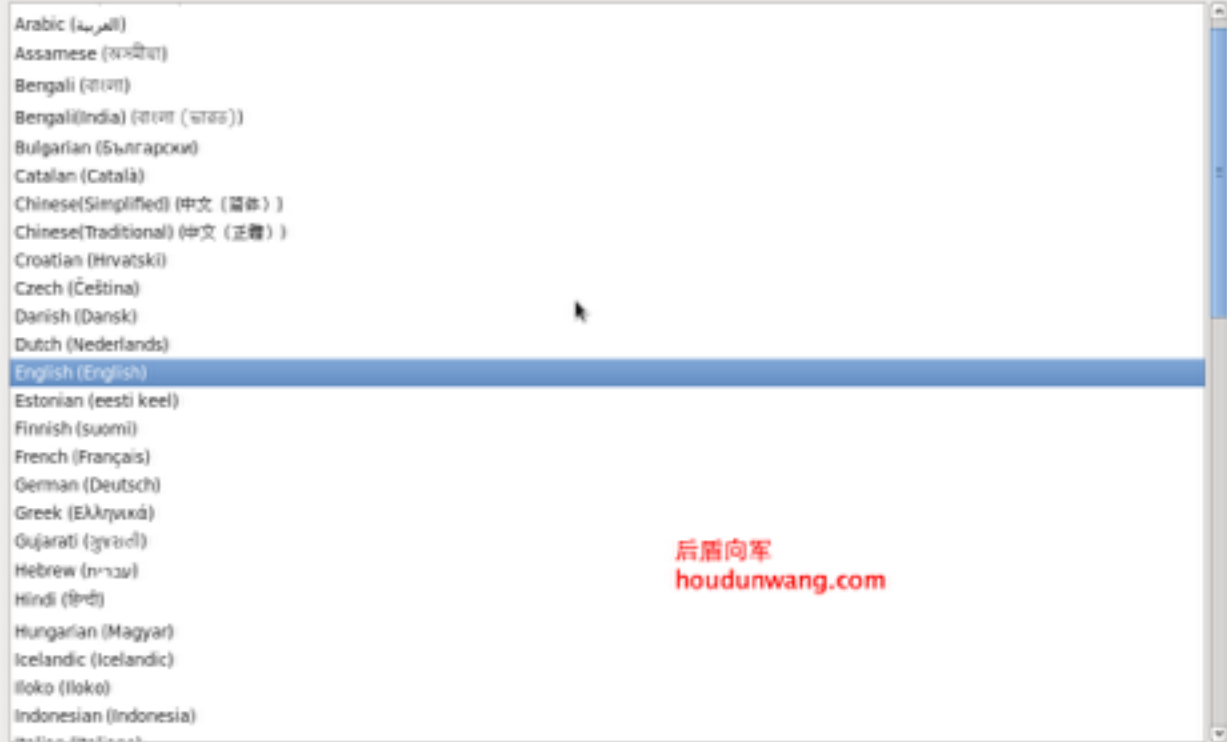 Arabic (العربية)
Assamese (অসমীয়া)
Bengali (বাংলা)
Bengali(India) (বাংলা (ভারত))
Bulgarian (Български)
Catalan (Català)
Chinese(Simplified) (中文（简体）)
Chinese(Traditional) (中文（正體）)
Croatian (Hrvatski)
Czech (Čeština)
Danish (Dansk)
Dutch (Nederlands)
English (English)
Estonian (eesti keel)
Finnish (suomi)
French (Français)
German (Deutsch)
Greek (Ελληνικά)
Gujarati (ગુજરાતી)
Hebrew (עברית)
Hindi (हिन्दी)
后盾向军
houdunwang.com
Hungarian (Magyar)
Icelandic (Icelandic)
Iloko (Iloko)
Indonesian (Indonesia)